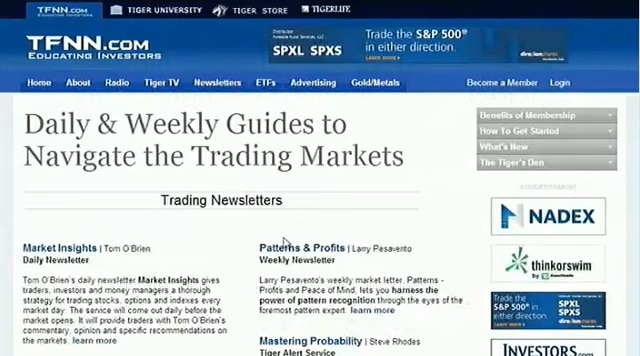 TFNN.COM
TIGER UNIVERSITY
TIGER STORE
TIGERLIFE
TFNN.COM
EDUCATING INVESTORS
SPXL SPXS
Trade the S&P 500®
in either direction.
Learn more ›
direxion
Home About Radio Tiger TV Newsletters ETFs Advertising Gold/Metals Become a Member Login
Daily & Weekly Guides to
Navigate the Trading Markets
Benefits of Membership
How To Get Started
What's New
The Tiger's Den
Trading Newsletters
ADVERTISEMENT
NADEX
thinkorswim
Market Insights | Tom O'Brien
Daily Newsletter
Tom O'Brien's daily newsletter Market Insights gives
traders, investors and money managers a thorough
strategy for trading stocks, options and indexes every
market day. The service will come out daily before the
market opens. It will provide traders with Tom O'Brien's
commentary, opinion and specific recommendations on
the markets. learn more
Patterns & Profits | Larry Pesavento
Weekly Newsletter
Larry Pesavento's weekly market letter, Patterns -
Profits and Peace of Mind, lets you harness the
power of pattern recognition through the eyes of the
foremost pattern expert. learn more
Mastering Probability | Steve Rhodes
Tiger Alert Service
Trade the
S&P 500®
in either direction.
Learn more ›
SPXL
SPXS
INVESTORS.com